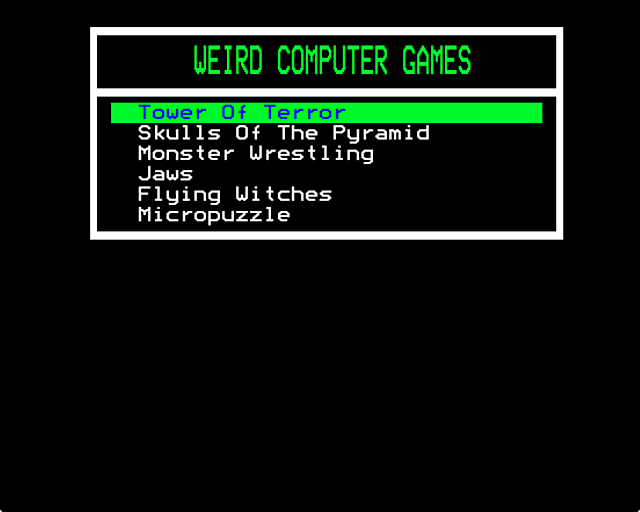 WEIRD COMPUTER GAMES
Tower Of Terror
Skulls Of The Pyramid
Monster Wrestling
Jaws
Flying Witches
Micropuzzle